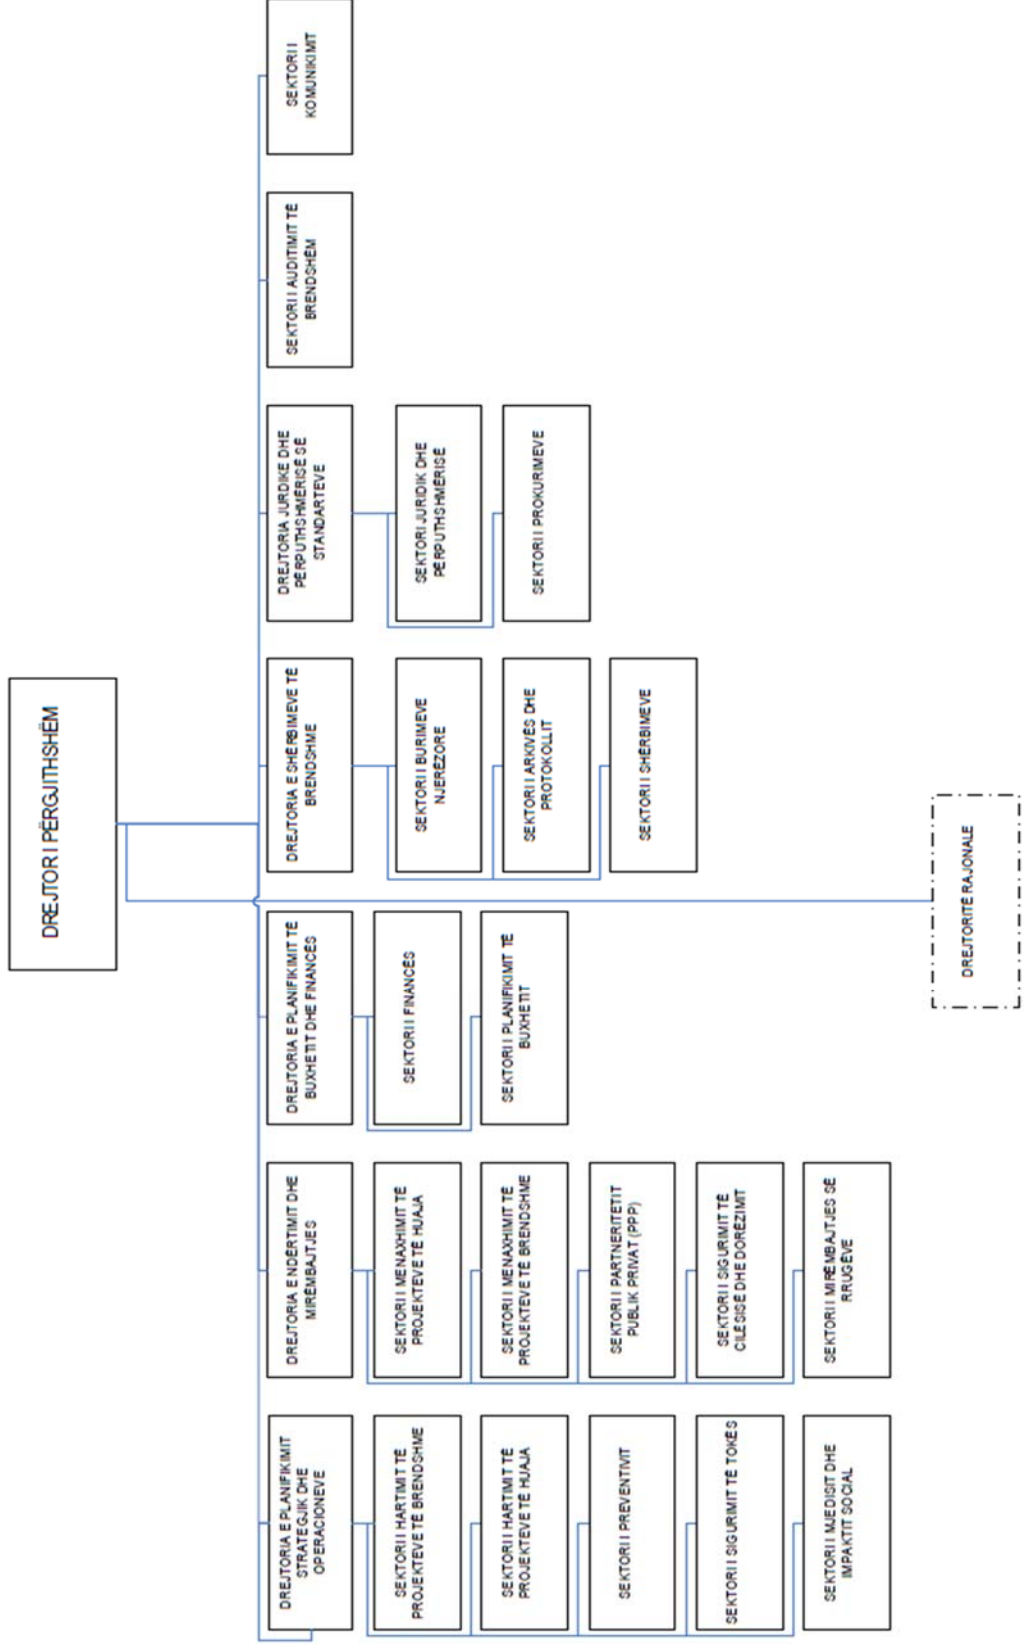 DREJTOR I PËRGJITHSHËM
DREJTORIA E PLANIFIKIMIT
STRATEGJIK DHE
OPERACIONEVE
SEKTORI I HARTIMIT TË
PROJEKTEVE TË BRENDSHME
SEKTORI I HARTIMIT TË
PROJEKTEVE TË HUAJA
SEKTORI I PREVENTIVIT
SEKTORI I SIGURIMIT TË TOKËS
SEKTORI I MJEDISIT DHE
IMPAKTIT SOCIAL
DREJTORIA E NDËRTIMIT DHE
MIRËMBAJTJES
SEKTORI I MENAXHIMIT TË
PROJEKTEVE TË HUAJA
SEKTORI I MENAXHIMIT TË
PROJEKTEVE TË BRENDSHME
SEKTORI I PARTNERITETIT
PUBLIK PRIVAT (PPP)
SEKTORI I SIGURIMIT TË
CILËSISË DHE DORËZIMIT
SEKTORI I MIRËMBAJTJES SË
RRUGËVE
DREJTORIA E PLANIFIKIMIT TË
BUXHETIT DHE FINANCËS
SEKTORI I FINANCËS
SEKTORI I PLANIFIKIMIT TË
BUXHETIT
DREJTORIA E SHËRBIMEVE TË
BRENDSHME
SEKTORI I BURIMEVE
NJERËZORE
SEKTORI I ARKIVËS DHE
PROTOKOLLIT
SEKTORI I SHËRBIMEVE
DREJTORIA JURDIKE DHE
PËRPUTHSHMËRISË SË
STANDARTEVE
SEKTORI JURIDIK DHE
PËRPUTHSHMËRISË
SEKTORI I PROKURIMEVE
SEKTORI I AUDITIMIT TË
BRENDSHËM
SEKTORI I
KOMUNIKIMIT
DREJTORITË RAJONALE